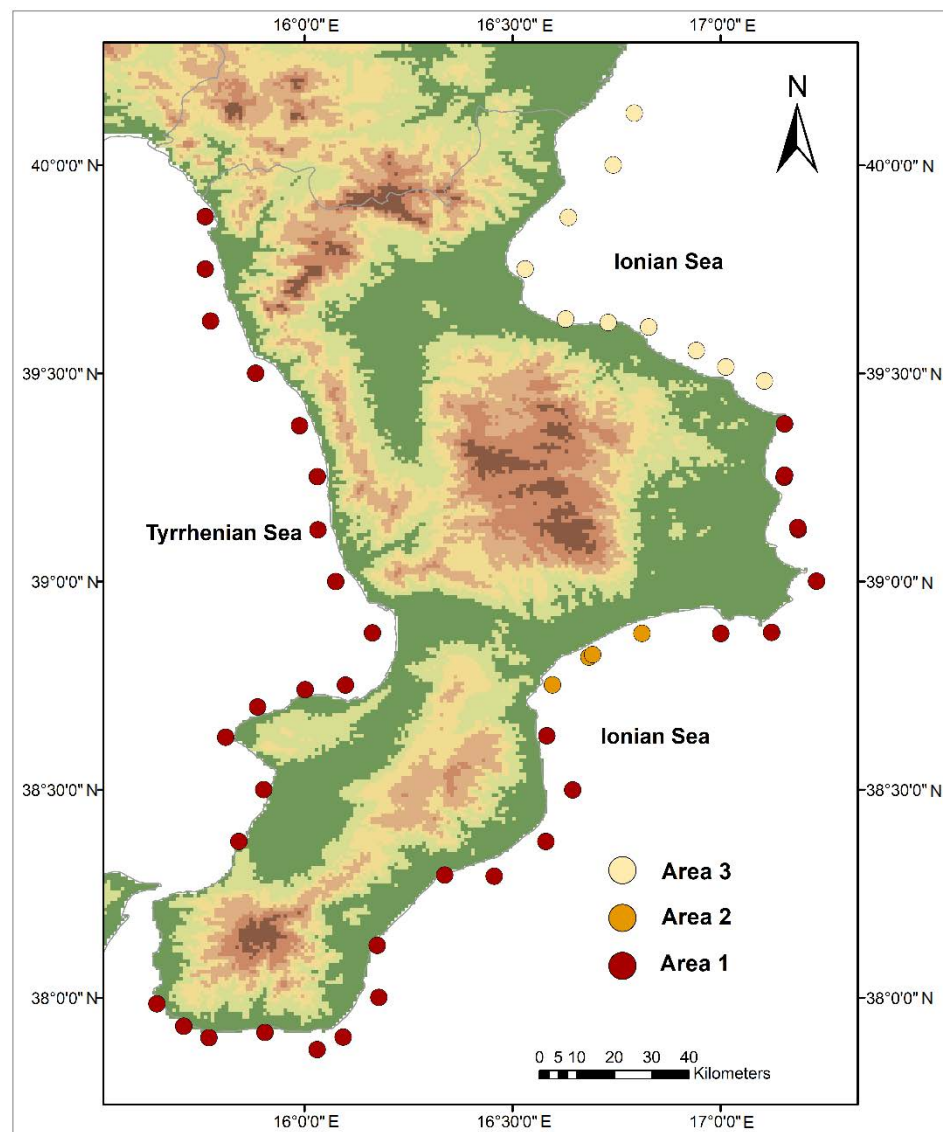 16°0'0" E
16°30'0" E
17°0'0" E
N
40°0'0" N
40°0'0" N
Ionian Sea
39°30'0" N
39°30'0" N
Tyrrhenian Sea
39°0'0" N
39°0'0" N
Ionian Sea
38°30'0" N
38°30'0" N
Area 3
Area 2
Area 1
38°0'0" N
38°0'0" N
0 5 10 20 30 40
Kilometers
16°0'0" E
16°30'0" E
17°0'0" E